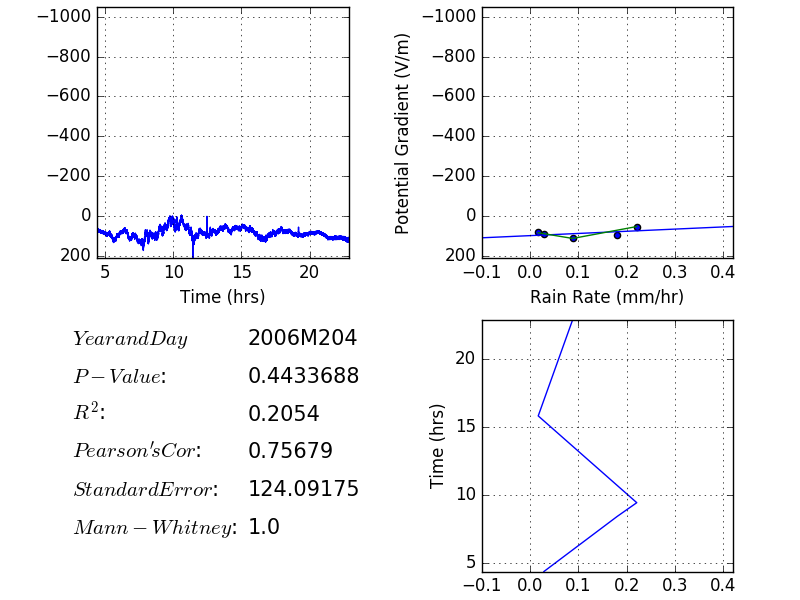 −1000
−800
−600
−400
−200
0
200
5 10 15 20
Time (hrs)
Potential Gradient (V/m)
−1000
−800
−600
−400
−200
0
200
−0.1 0.0 0.1 0.2 0.3 0.4
Rain Rate (mm/hr)
YearandDay 2006M204
P−Value: 0.4433688
R²: 0.2054
Pearson'sCor: 0.75679
StandardError: 124.09175
Mann−Whitney: 1.0
Time (hrs)
20
15
10
5
−0.1 0.0 0.1 0.2 0.3 0.4